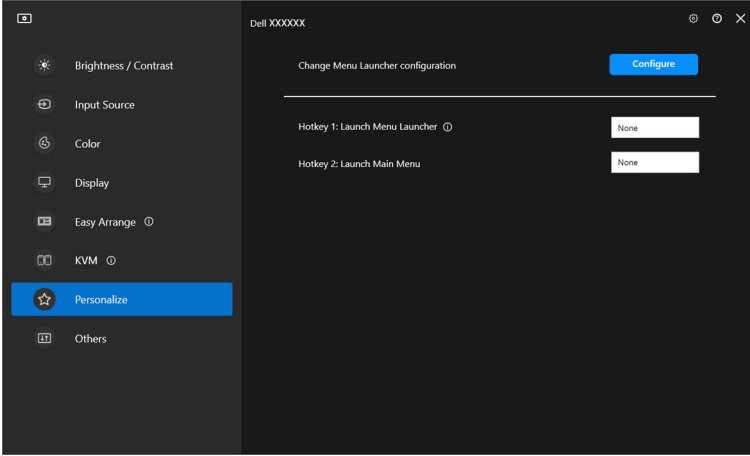 Dell XXXXXX
Brightness / Contrast
Input Source
Color
Display
Easy Arrange
KVM
Personalize
Others
Change Menu Launcher configuration
Configure
Hotkey 1: Launch Menu Launcher
None
Hotkey 2: Launch Main Menu
None